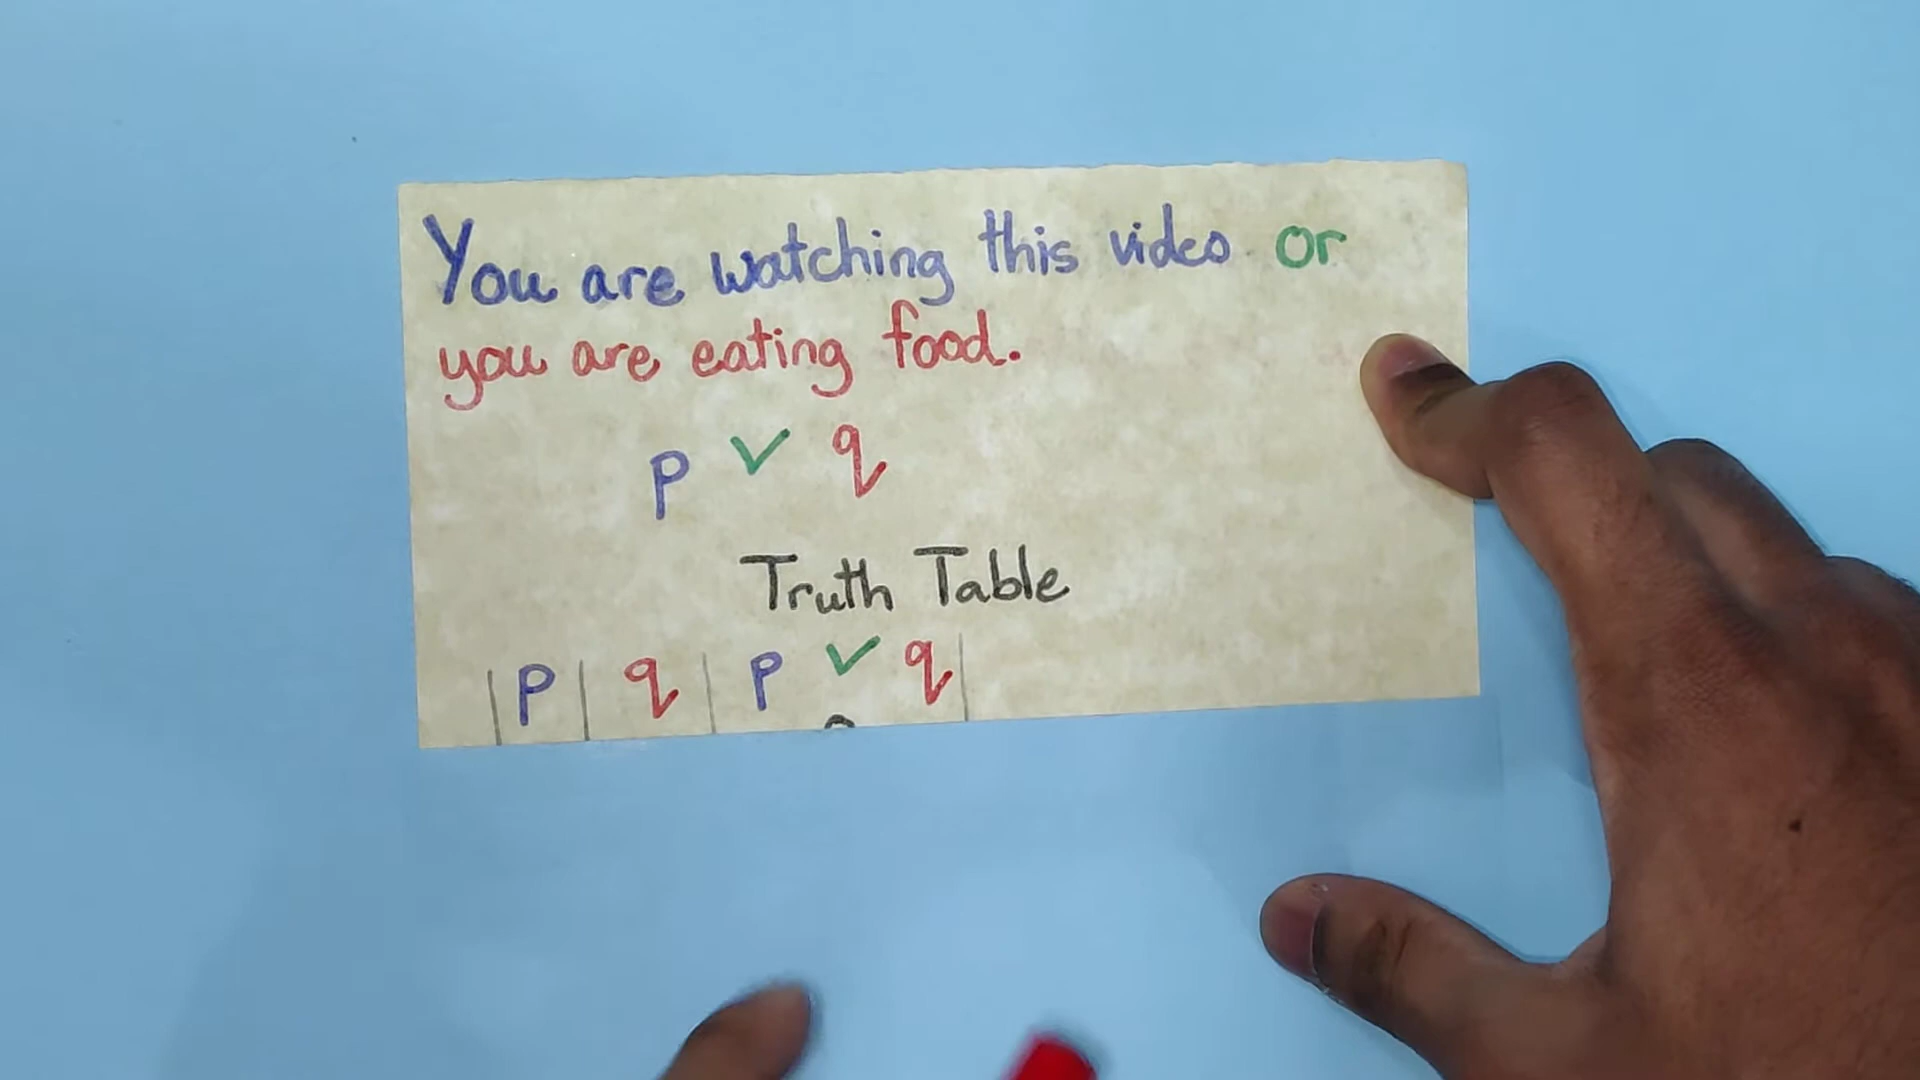 You are watching this video or
you are eating food.
p ∨ q
Truth Table
p q p ∨ q